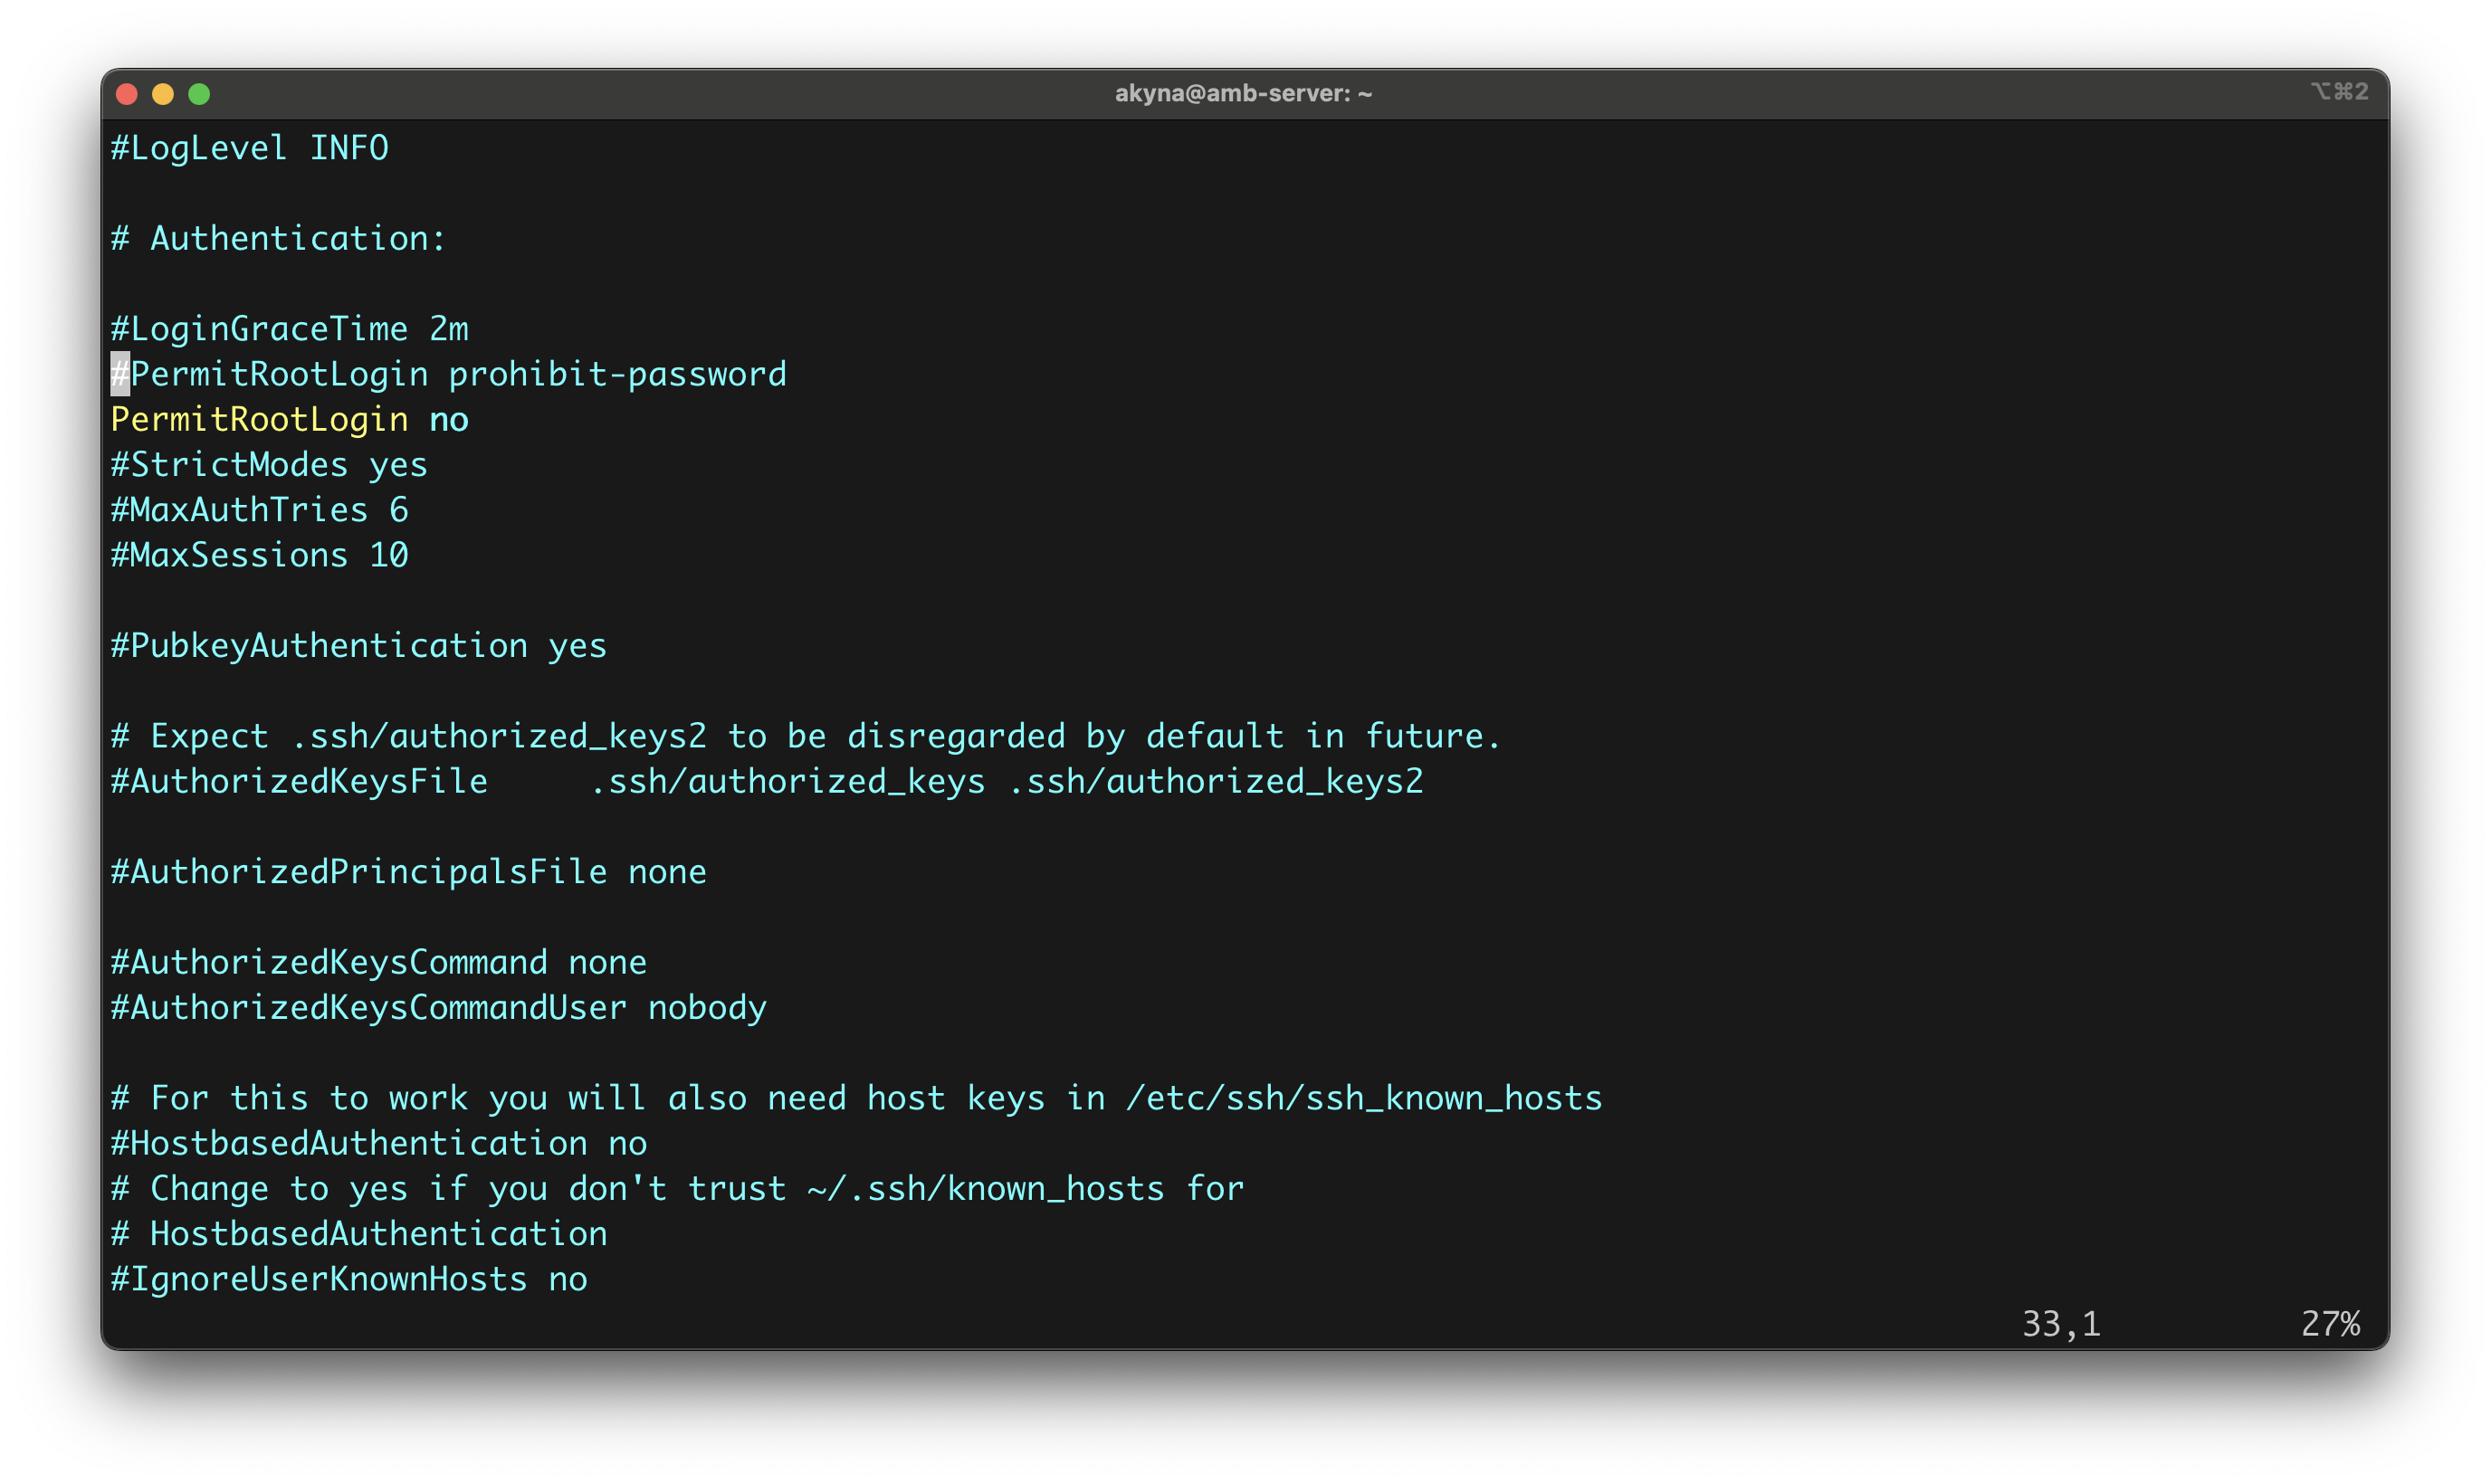 akyna@amb-server: ~
⌥⌘2
#LogLevel INFO
# Authentication:
#LoginGraceTime 2m
#PermitRootLogin prohibit-password
PermitRootLogin no
#StrictModes yes
#MaxAuthTries 6
#MaxSessions 10
#PubkeyAuthentication yes
# Expect .ssh/authorized_keys2 to be disregarded by default in future.
#AuthorizedKeysFile     .ssh/authorized_keys .ssh/authorized_keys2
#AuthorizedPrincipalsFile none
#AuthorizedKeysCommand none
#AuthorizedKeysCommandUser nobody
# For this to work you will also need host keys in /etc/ssh/ssh_known_hosts
#HostbasedAuthentication no
# Change to yes if you don't trust ~/.ssh/known_hosts for
# HostbasedAuthentication
#IgnoreUserKnownHosts no
33,1          27%